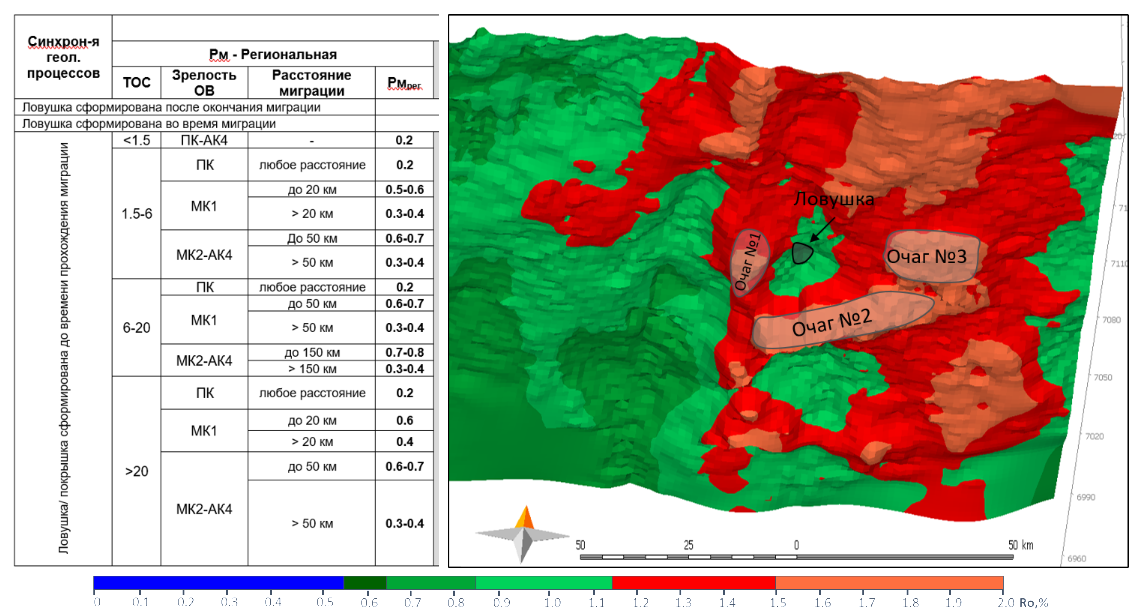 Синхрон-я
геол.
процессов
Рм - Региональная
ТОС
Зрелость
ОВ
Расстояние
миграции
Рмрег
Ловушка сформирована после окончания миграции
Ловушка сформирована во время миграции
Ловушка/ покрышка сформирована до времени прохождения миграции
<1.5 ПК-АК4 - 0.2
1.5-6
ПК любое расстояние 0.2
МК1
до 20 км 0.5-0.6
> 20 км 0.3-0.4
МК2-АК4
До 50 км 0.6-0.7
> 50 км 0.3-0.4
6-20
ПК любое расстояние 0.2
МК1
до 50 км 0.6-0.7
> 50 км 0.3-0.4
МК2-АК4
до 150 км 0.7-0.8
> 150 км 0.3-0.4
>20
ПК любое расстояние 0.2
МК1
до 20 км 0.6
> 20 км 0.4
МК2-АК4
до 50 км 0.6-0.7
> 50 км 0.3-0.4
Ловушка
Очаг №1
Очаг №3
Очаг №2
7110
7080
7050
7020
6990
6960
50 25 0 50 km
0 0.1 0.2 0.3 0.4 0.5 0.6 0.7 0.8 0.9 1.0 1.1 1.2 1.3 1.4 1.5 1.6 1.7 1.8 1.9 2.0 Ro,%